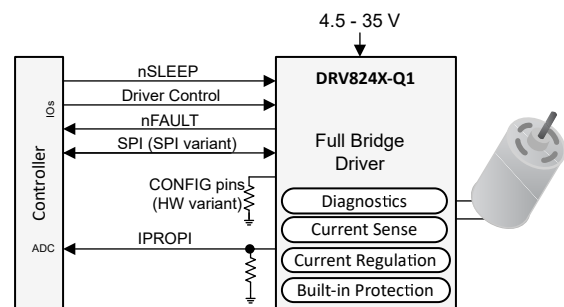 4.5 - 35 V
nSLEEP
DRV824X-Q1
Driver Control
IOs
nFAULT
SPI (SPI variant)
Full Bridge
Driver
Controller
CONFIG pins
(HW variant)
Diagnostics
Current Sense
ADC
IPROPI
Current Regulation
Built-in Protection